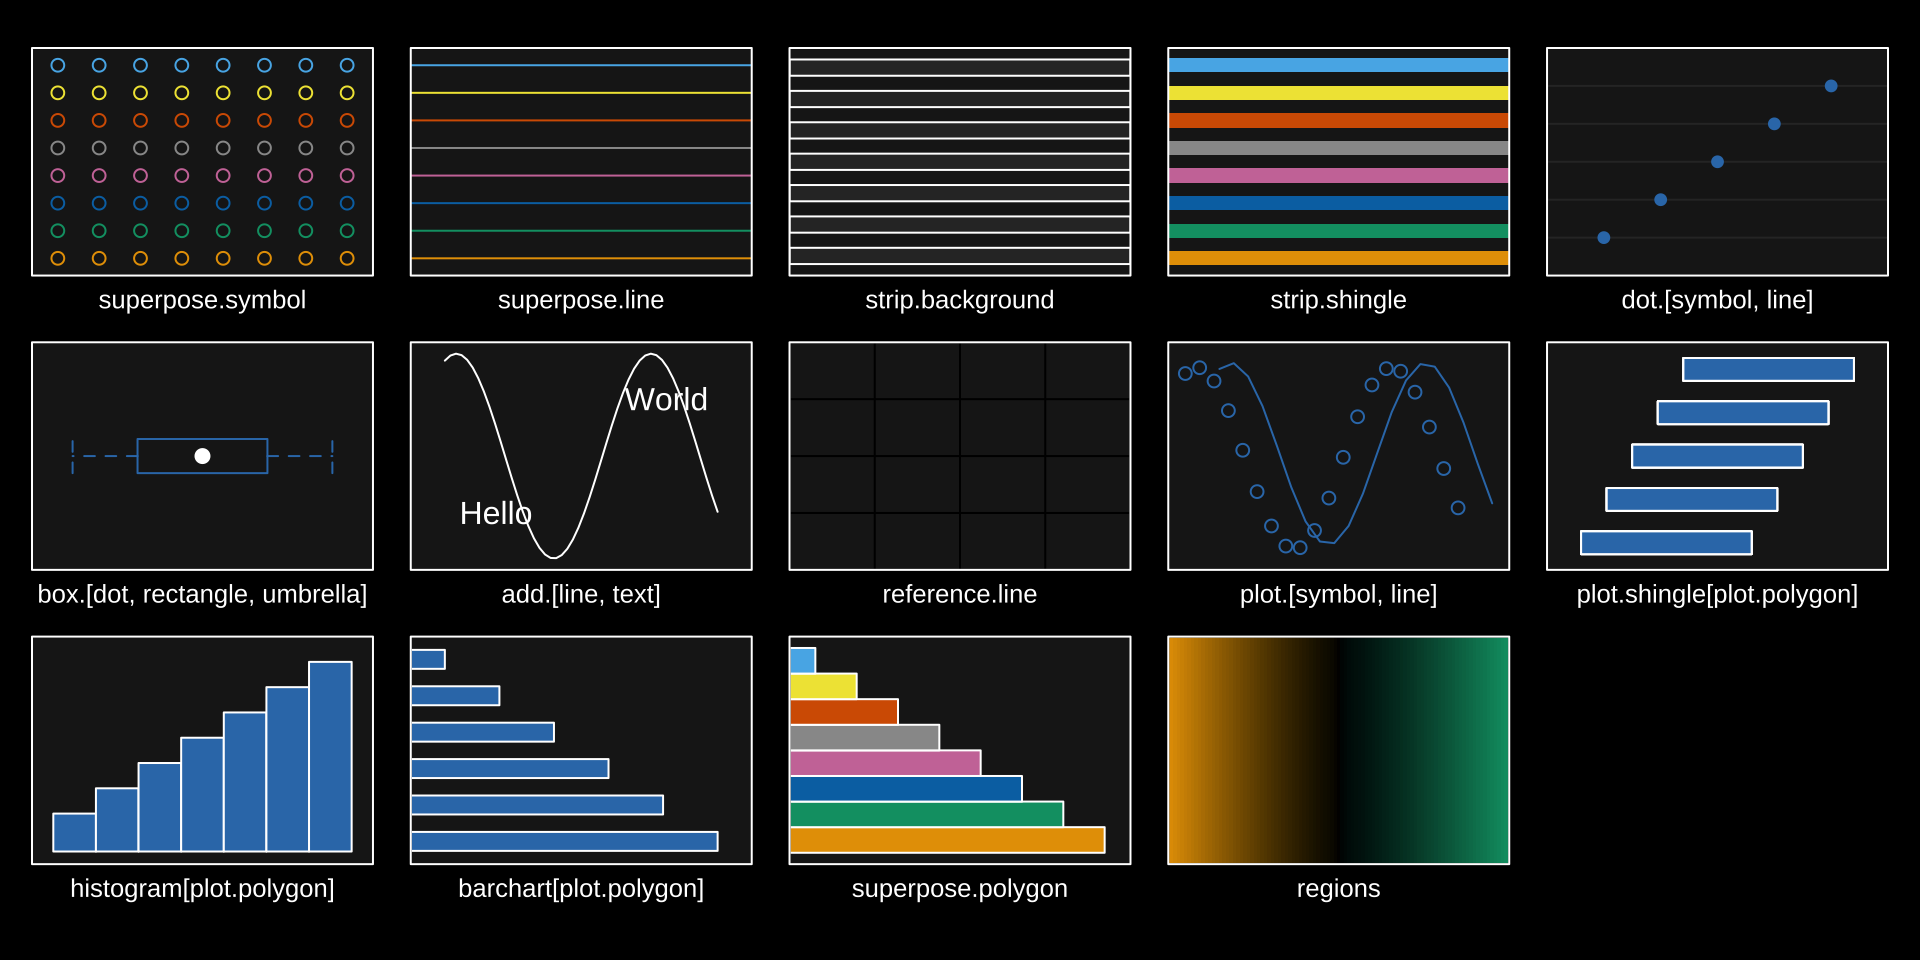 superpose.symbol
superpose.line
strip.background
strip.shingle
dot.[symbol, line]
World
Hello
box.[dot, rectangle, umbrella]
add.[line, text]
reference.line
plot.[symbol, line]
plot.shingle[plot.polygon]
histogram[plot.polygon]
barchart[plot.polygon]
superpose.polygon
regions